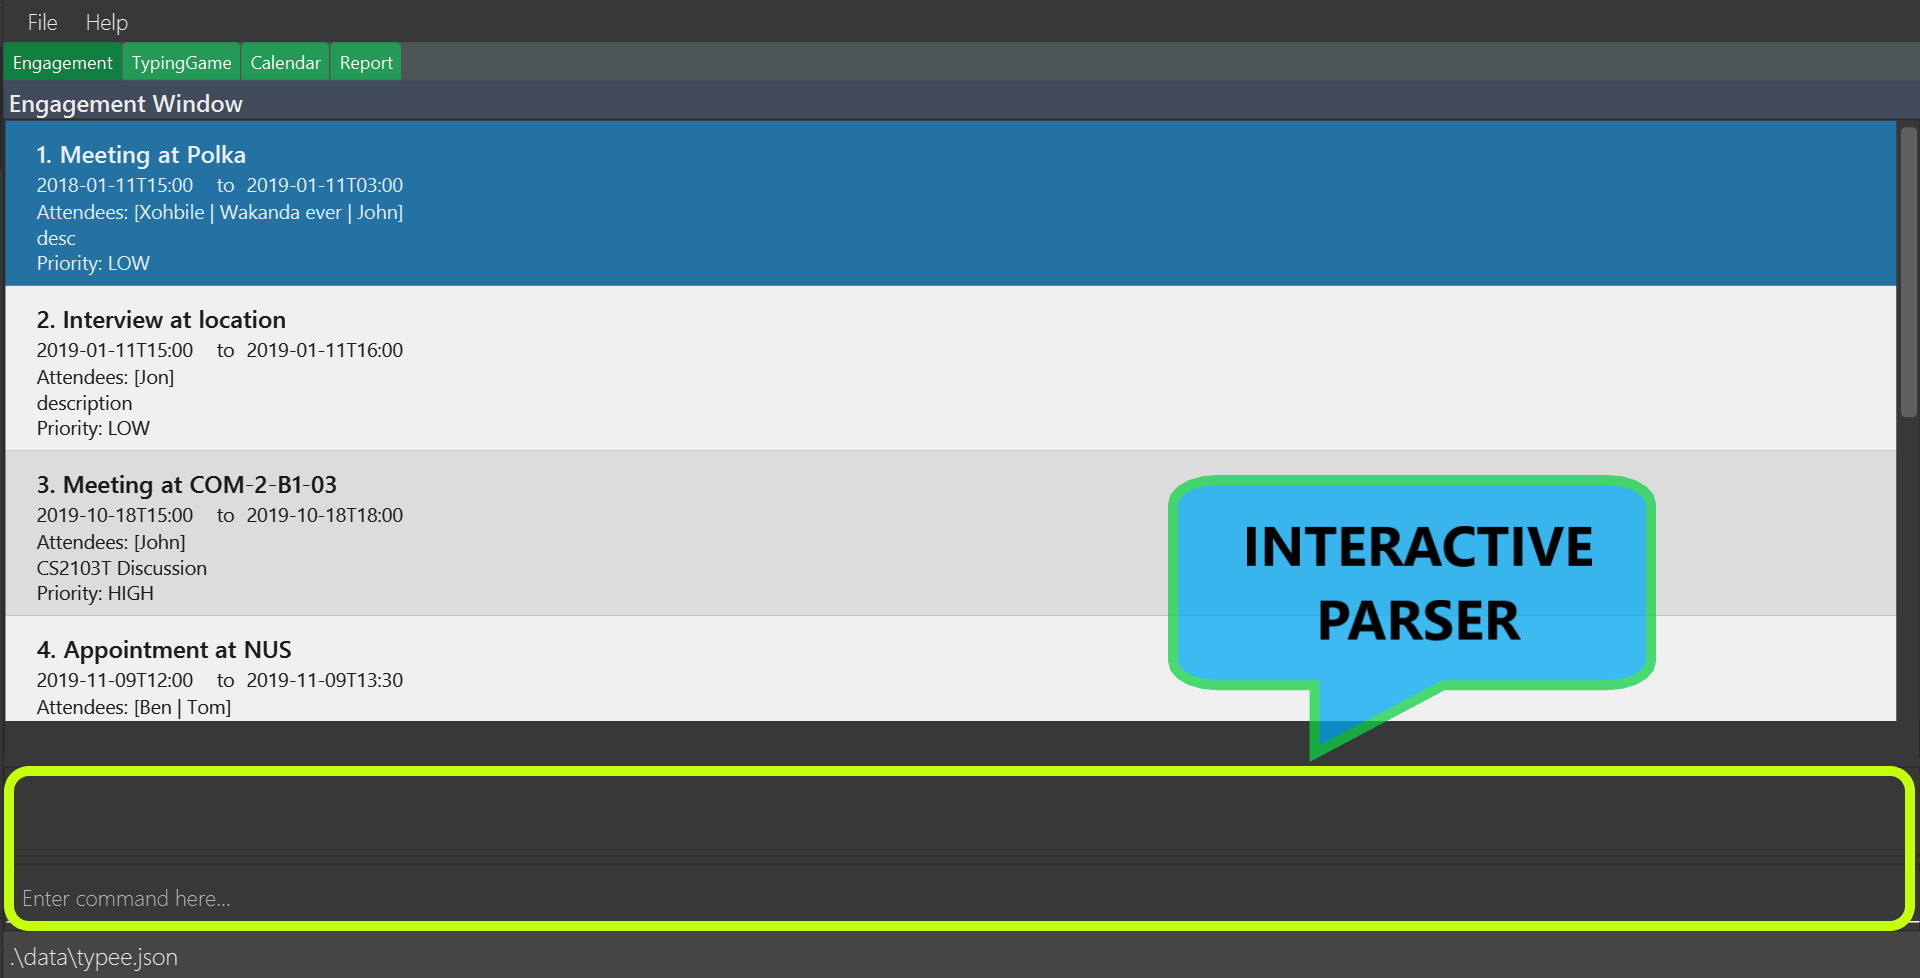 File Help
Engagement TypingGame Calendar Report
Engagement Window
1. Meeting at Polka
2018-01-11T15:00 to 2019-01-11T03:00
Attendees: [Xohbile | Wakanda ever | John]
desc
Priority: LOW
2. Interview at location
2019-01-11T15:00 to 2019-01-11T16:00
Attendees: [Jon]
description
Priority: LOW
3. Meeting at COM-2-B1-03
2019-10-18T15:00 to 2019-10-18T18:00
Attendees: [John]
CS2103T Discussion
Priority: HIGH
4. Appointment at NUS
2019-11-09T12:00 to 2019-11-09T13:30
Attendees: [Ben | Tom]
INTERACTIVE
PARSER
Enter command here...
.\data\typee.json